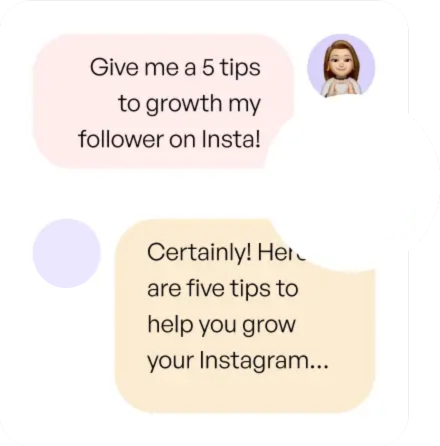 Give me a 5 tips
to growth my
follower on Insta!
Certainly!
are five tips to
help you grow
your Instagram...